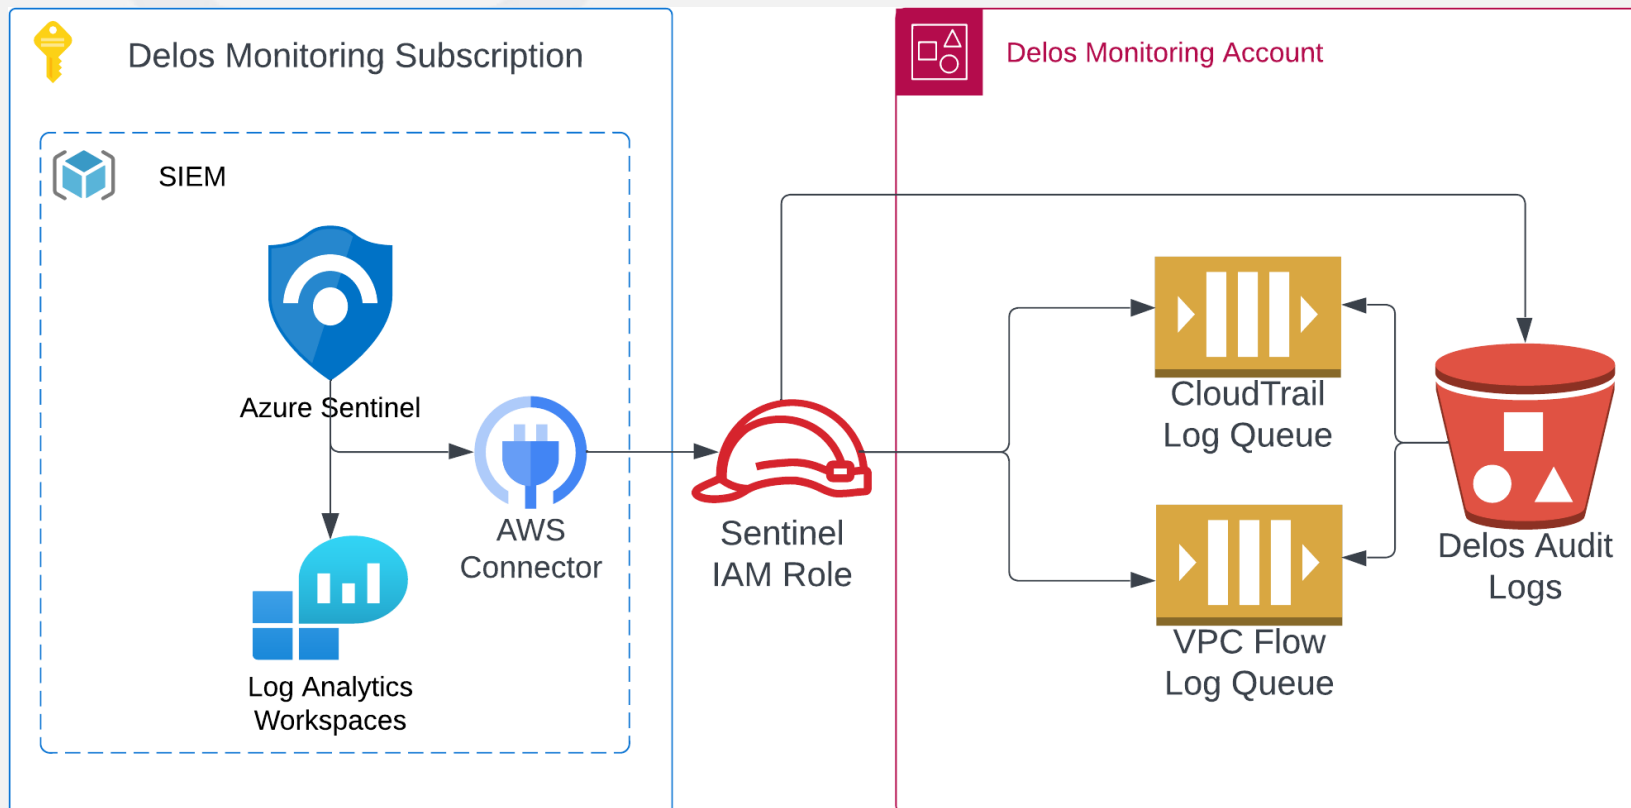 Delos Monitoring Subscription
Delos Monitoring Account
SIEM
Azure Sentinel
AWS
Connector
Log Analytics
Workspaces
Sentinel
IAM Role
CloudTrail
Log Queue
VPC Flow
Log Queue
Delos Audit
Logs